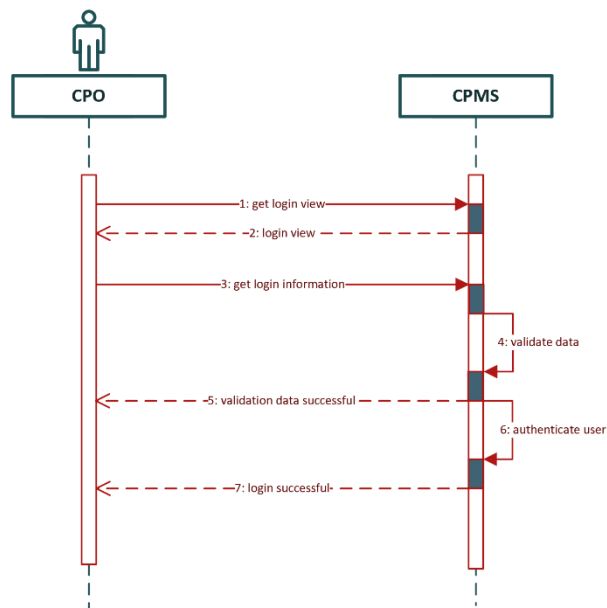 CPO
CPMS
1: get login view
2: login view
3: get login information
4: validate data
5: validation data successful
6: authenticate user
7: login successful